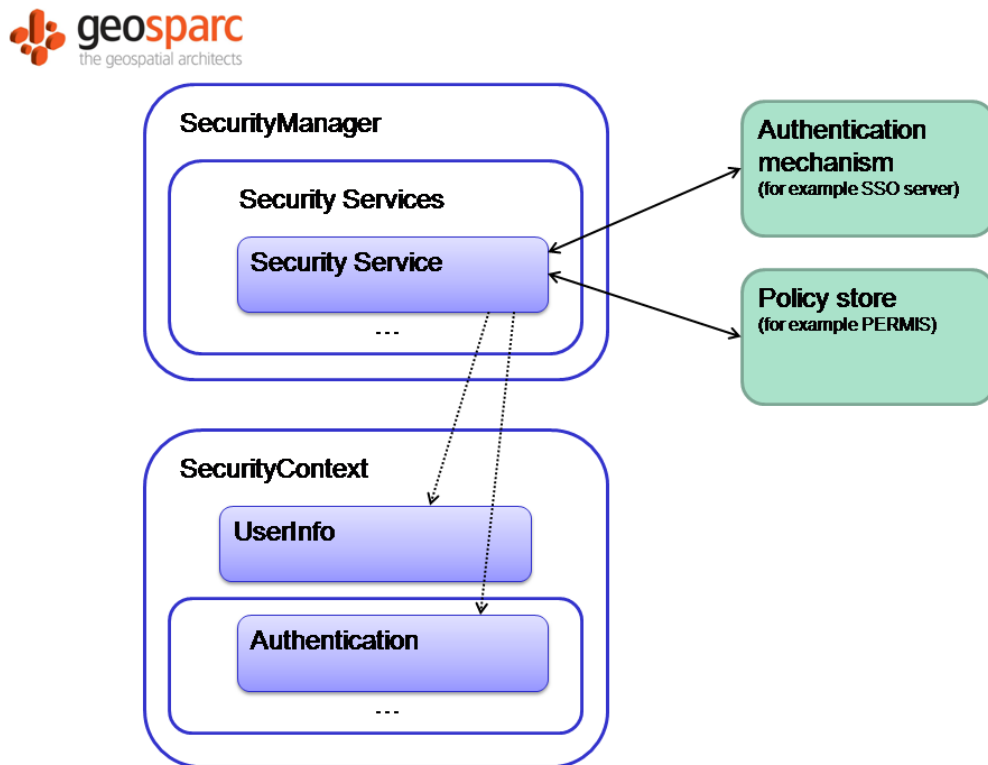 geosparc
the geospatial architects
SecurityManager
Security Services
Security Service
...
Authentication
mechanism
(for example SSO server)
Policy store
(for example PERMIS)
SecurityContext
UserInfo
Authentication
...